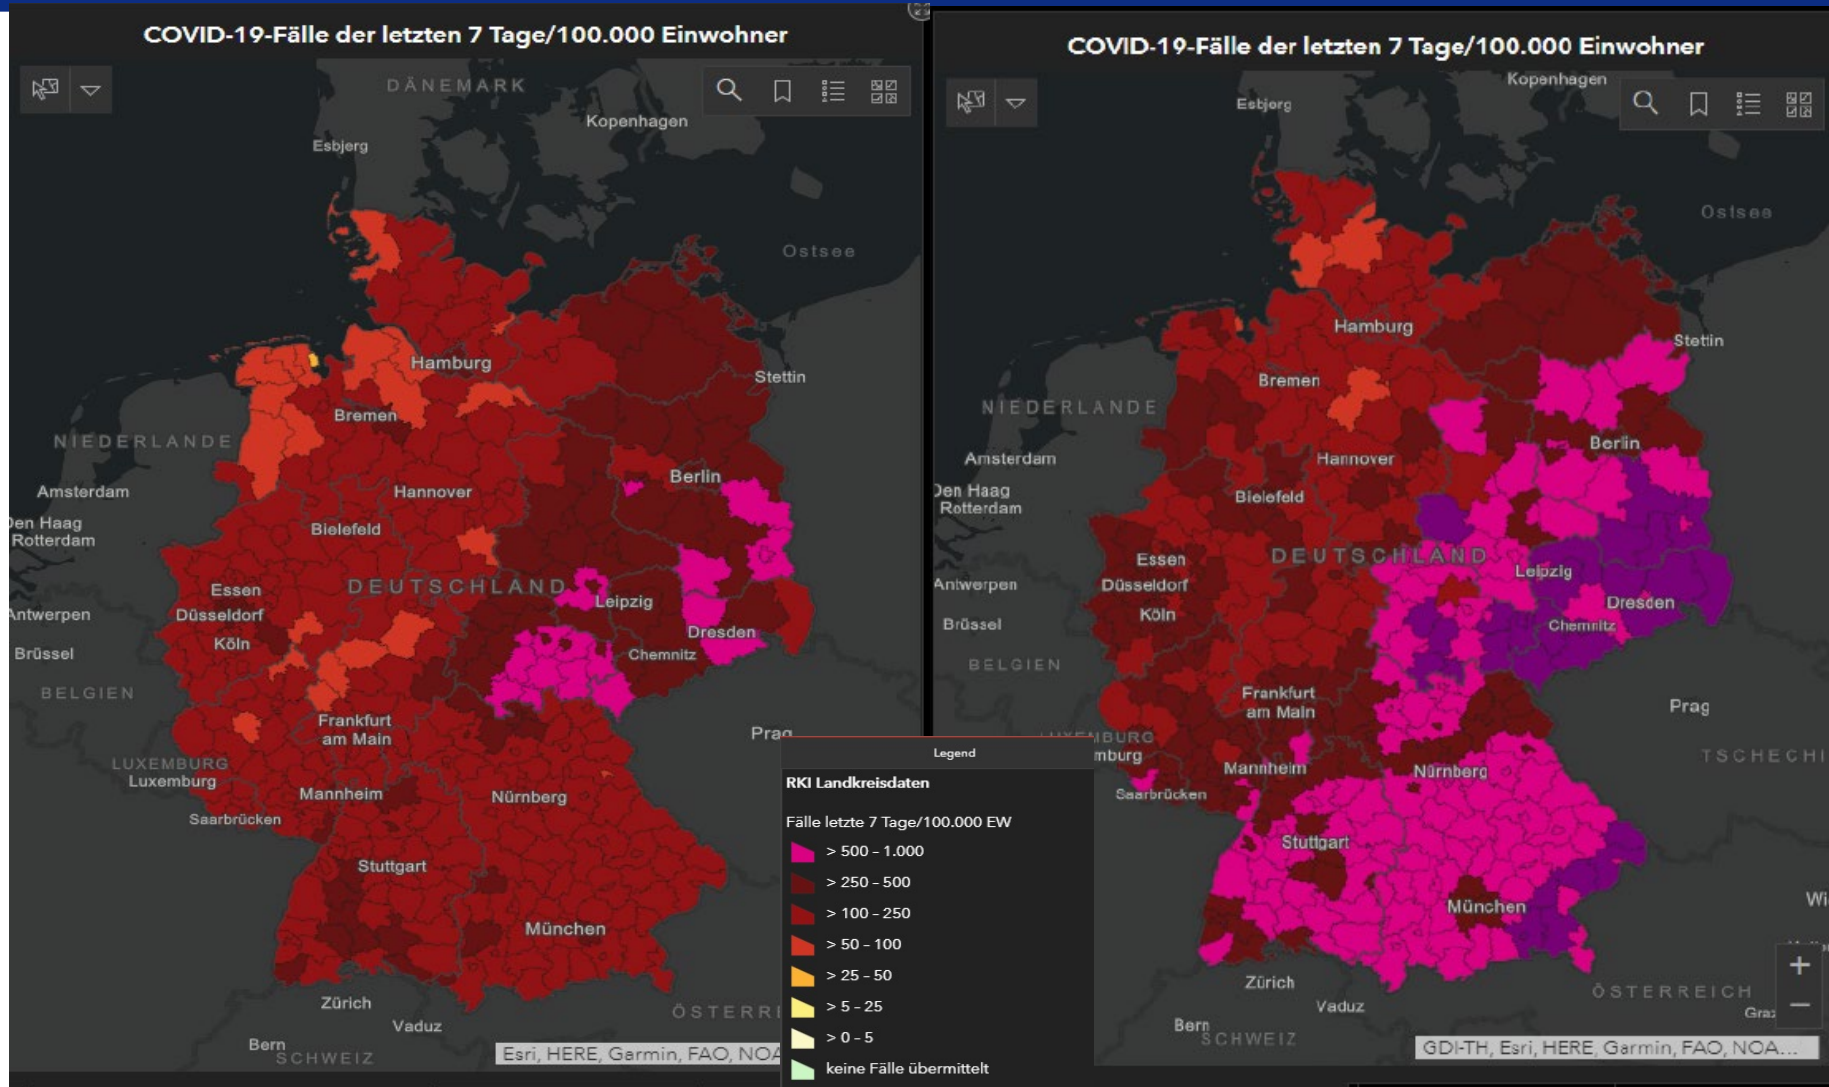 COVID-19-Fälle der letzten 7 Tage/100.000 Einwohner
DÄNEMARK
Kopenhagen
Esbjerg
Ostsee
Hamburg
Stettin
Bremen
NIEDERLANDE
Berlin
Amsterdam
Hannover
Den Haag
Rotterdam
Bielefeld
Essen
DEUTSCHLAND
Leipzig
Antwerpen
Düsseldorf
Dresden
Köln
Chemnitz
Brüssel
BELGIEN
Frankfurt
am Main
Prag
LUXEMBURG
Luxemburg
Mannheim
Nürnberg
Saarbrücken
Stuttgart
München
Zürich
ÖSTERRE
Vaduz
Bern
SCHWEIZ
Esri, HERE, Garmin, FAO, NOA
Legend
RKI Landkreisdaten
Fälle letzte 7 Tage/100.000 EW
> 500 – 1.000
> 250 – 500
> 100 – 250
> 50 – 100
> 25 – 50
> 5 – 25
> 0 – 5
keine Fälle übermittelt
COVID-19-Fälle der letzten 7 Tage/100.000 Einwohner
Kopenhagen
Esbjerg
Ostsee
Hamburg
Stettin
Bremen
NIEDERLANDE
Berlin
Amsterdam
Hannover
Den Haag
Rotterdam
Bielefeld
DEUTSCHLAND
Essen
Leipzig
Antwerpen
Düsseldorf
Dresden
Köln
Brüssel
Chemnitz
BELGIEN
Frankfurt
am Main
Prag
EMBURG
mburg
TSCHECHI
Mannheim
Nürnberg
Saarbrücken
Stuttgart
München
Wi
+
Zürich
ÖSTERREICH
Vaduz
−
Graz
Bern
SCHWEIZ
GDI-TH, Esri, HERE, Garmin, FAO, NOA...